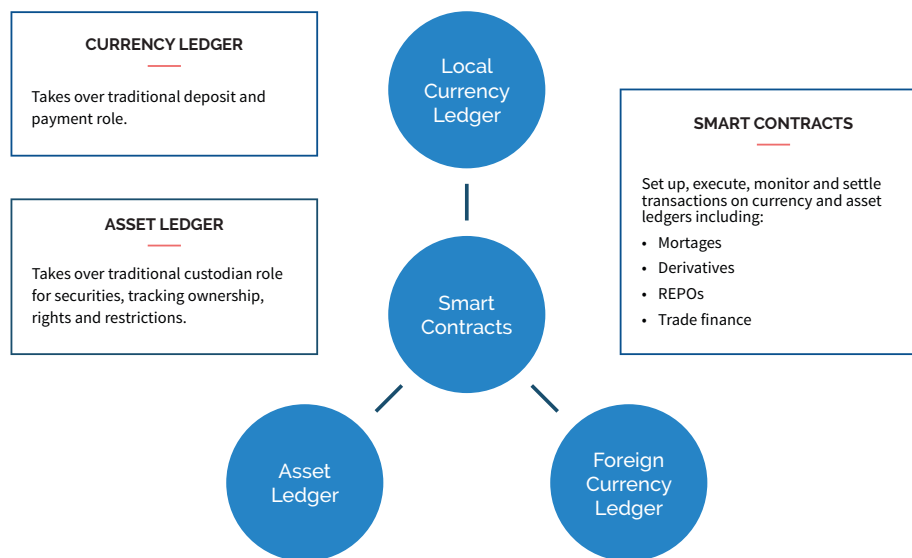 CURRENCY LEDGER
Takes over traditional deposit and
payment role.
ASSET LEDGER
Takes over traditional custodian role
for securities, tracking ownership,
rights and restrictions.
Local
Currency
Ledger
Smart
Contracts
Asset
Ledger
Foreign
Currency
Ledger
SMART CONTRACTS
Set up, execute, monitor and settle
transactions on currency and asset
ledgers including:
• Mortages
• Derivatives
• REPOs
• Trade finance